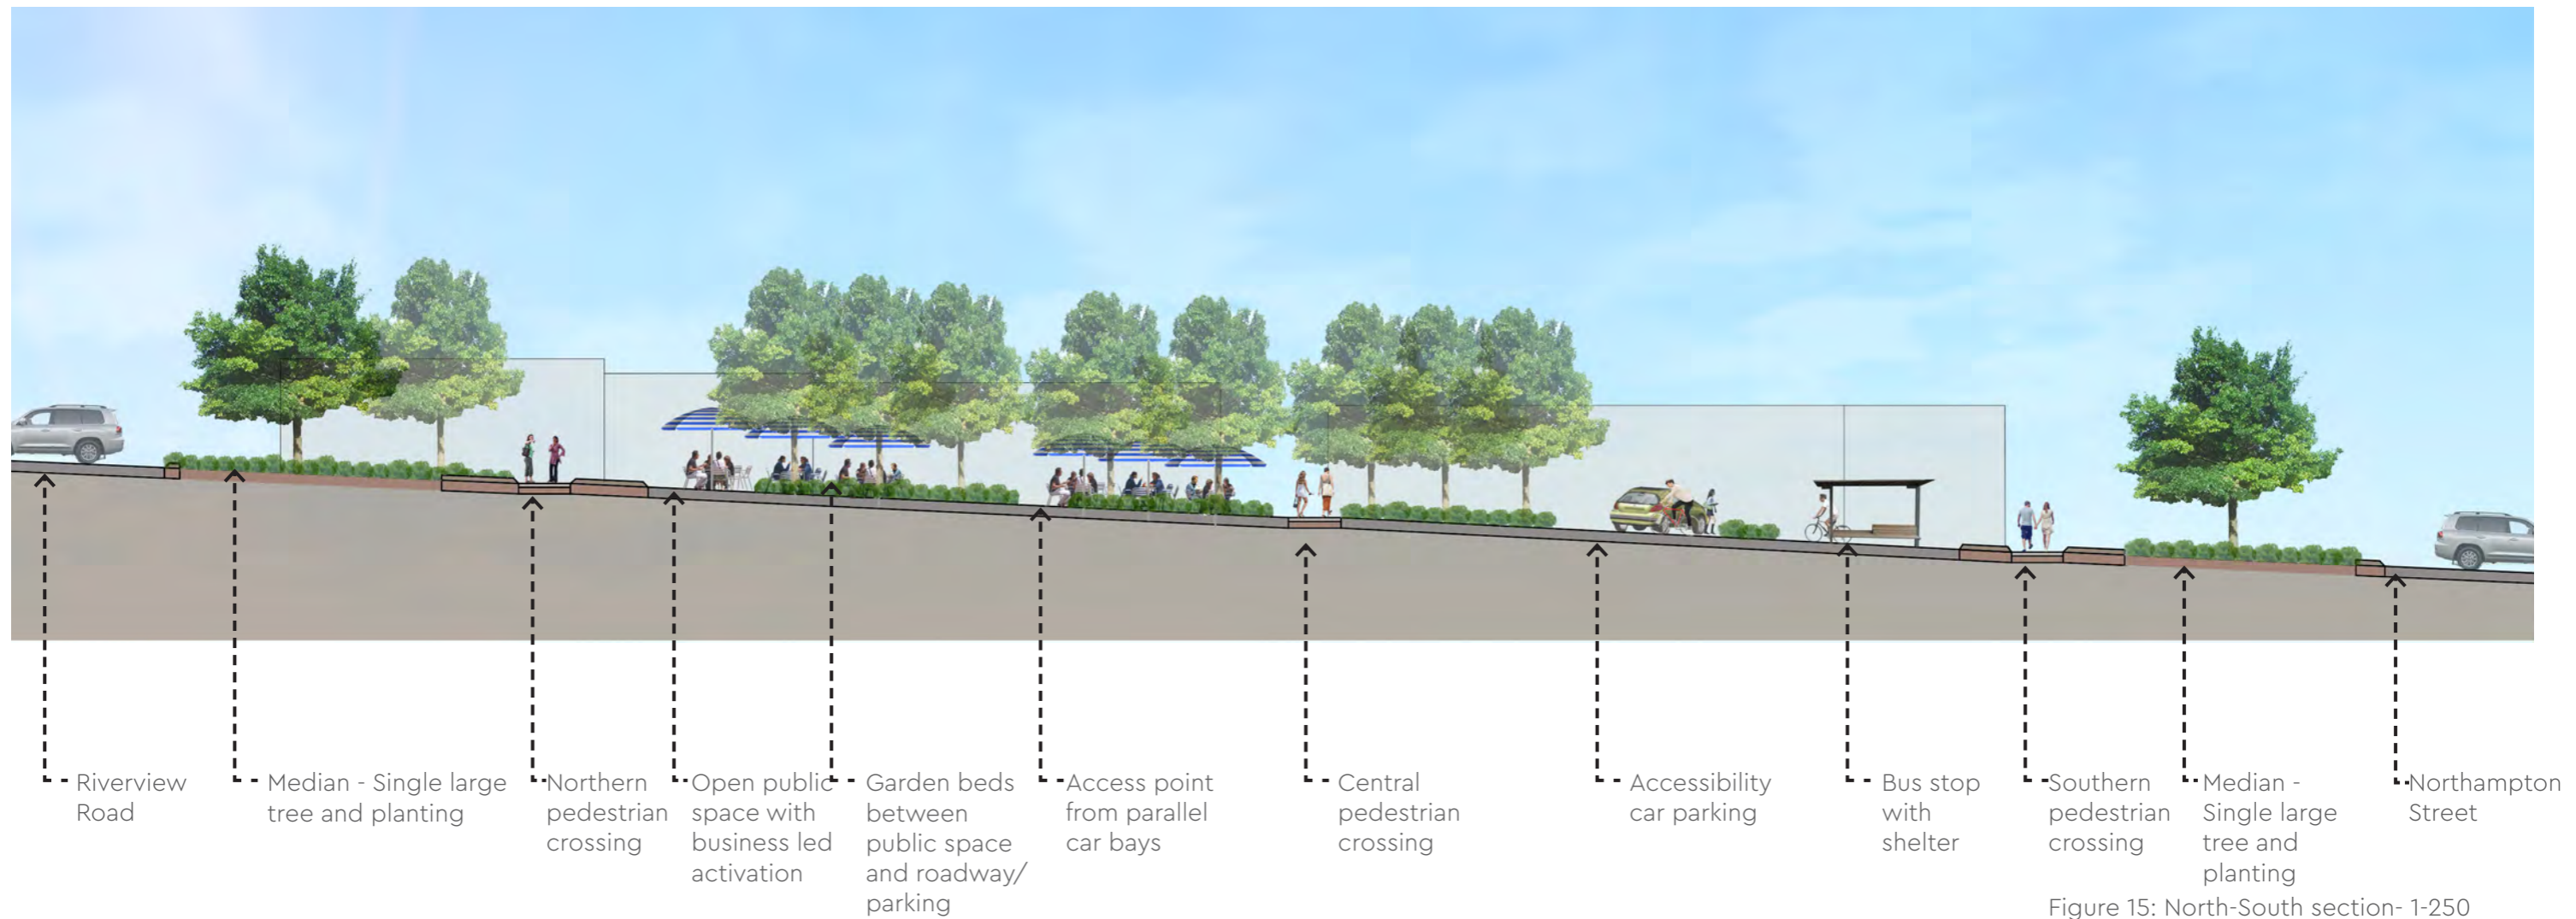 Riverview
Road
Median - Single large
tree and planting
Northern
pedestrian
crossing
Open public
space with
business led
activation
Garden beds
between
public space
and roadway/
parking
Access point
from parallel
car bays
Central
pedestrian
crossing
Accessibility
car parking
Bus stop
with
shelter
Southern
pedestrian
crossing
Median -
Single large
tree and
planting
Northampton
Street
Figure 15: North-South section- 1-250